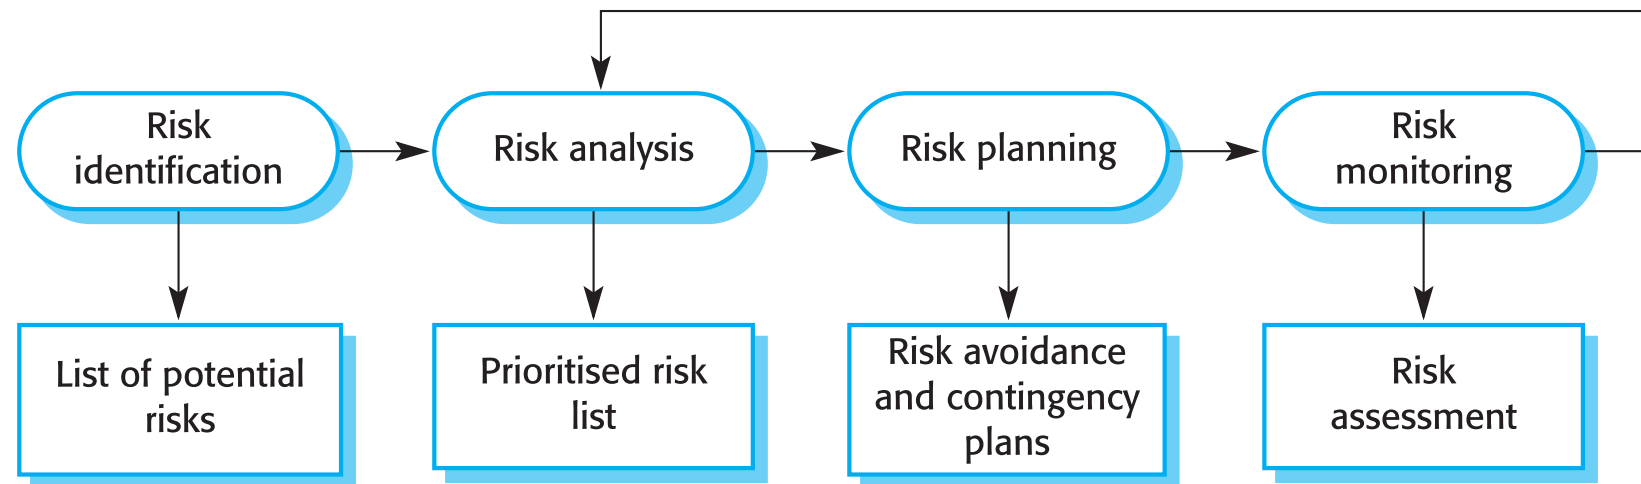 Risk
identification
Risk analysis
Risk planning
Risk
monitoring
List of potential
risks
Prioritised risk
list
Risk avoidance
and contingency
plans
Risk
assessment